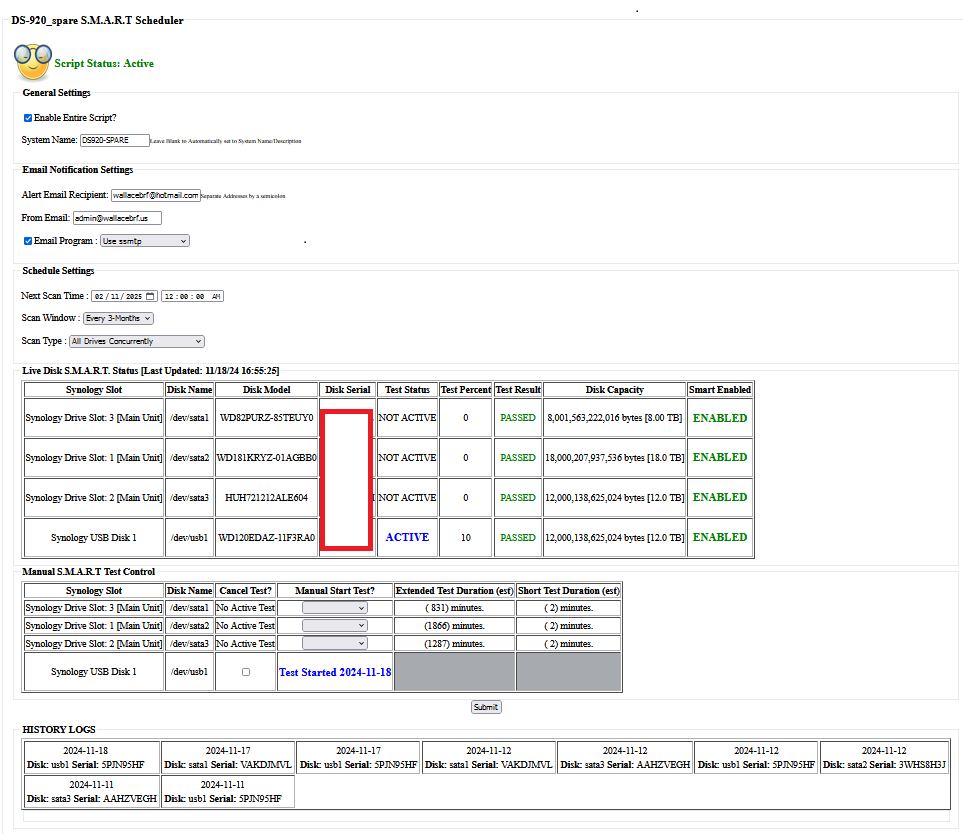 DS-920_spare S.M.A.R.T Scheduler
Script Status: Active
General Settings
Enable Entire Script?
System Name: DS920-SPARE Leave Blank to Automatically set to System Name/Description
Email Notification Settings
Alert Email Recipient: wallacebrf@hotmail.com Separate Addresses by a semicolon
From Email: admin@wallacebrf.us
Email Program : Use ssmtp
Schedule Settings
Next Scan Time : 02/11/2025 12:00:00 AM
Scan Window : Every 3-Months
Scan Type : All Drives Concurrently
Live Disk S.M.A.R.T. Status [Last Updated: 11/18/24 16:55:25]
Synology Slot Disk Name Disk Model Disk Serial Test Status Test Percent Test Result Disk Capacity Smart Enabled
Synology Drive Slot: 3 [Main Unit] /dev/sata1 WD82PURZ-85TEUY0 NOT ACTIVE 0 PASSED 8,001,563,222,016 bytes [8.00 TB] ENABLED
Synology Drive Slot: 1 [Main Unit] /dev/sata2 WD181KRYZ-01AGBB0 NOT ACTIVE 0 PASSED 18,000,207,937,536 bytes [18.0 TB] ENABLED
Synology Drive Slot: 2 [Main Unit] /dev/sata3 HUH721212ALE604 NOT ACTIVE 0 PASSED 12,000,138,625,024 bytes [12.0 TB] ENABLED
Synology USB Disk 1 /dev/usb1 WD120EDAZ-11F3RA0 ACTIVE 10 PASSED 12,000,138,625,024 bytes [12.0 TB] ENABLED
Manual S.M.A.R.T Test Control
Synology Slot Disk Name Cancel Test? Manual Start Test? Extended Test Duration (est) Short Test Duration (est)
Synology Drive Slot: 3 [Main Unit] /dev/sata1 No Active Test ( 831) minutes. ( 2) minutes.
Synology Drive Slot: 1 [Main Unit] /dev/sata2 No Active Test (1866) minutes. ( 2) minutes.
Synology Drive Slot: 2 [Main Unit] /dev/sata3 No Active Test (1287) minutes. ( 2) minutes.
Synology USB Disk 1 /dev/usb1 Test Started 2024-11-18
Submit
HISTORY LOGS
2024-11-18 2024-11-17 2024-11-17 2024-11-12 2024-11-12 2024-11-12 2024-11-12
Disk: usb1 Serial: 5PJN95HF Disk: sata1 Serial: VAKDJMVL Disk: usb1 Serial: 5PJN95HF Disk: sata1 Serial: VAKDJMVL Disk: sata3 Serial: AAHZVEGH Disk: usb1 Serial: 5PJN95HF Disk: sata2 Serial: 3WHS8H3J
2024-11-11 2024-11-11
Disk: sata3 Serial: AAHZVEGH Disk: usb1 Serial: 5PJN95HF